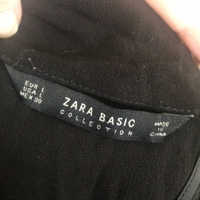 EUR L
USA L
MEX 30
ZARA BASIC
COLLECTION
MADE
IN
CHINA